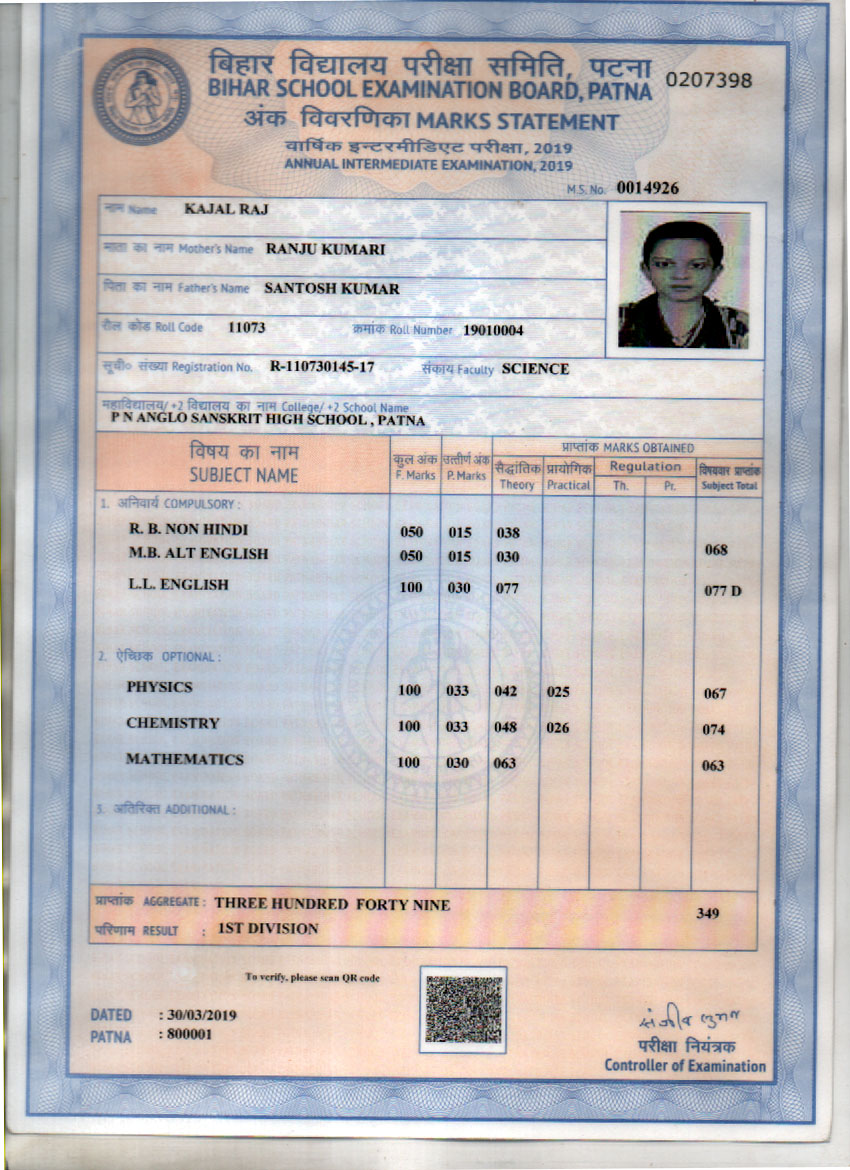 बिहार विद्यालय परीक्षा समिति, पटना
BIHAR SCHOOL EXAMINATION BOARD, PATNA
0207398
अंक विवरणिका MARKS STATEMENT
वार्षिक इन्टरमीडिएट परीक्षा, 2019
ANNUAL INTERMEDIATE EXAMINATION, 2019
M.S. No. 0014926
नाम Name KAJAL RAJ
माता का नाम Mother's Name RANJU KUMARI
पिता का नाम Father's Name SANTOSH KUMAR
रौल कोड Roll Code 11073 क्रमांक Roll Number 19010004
सूची० संख्या Registration No. R-110730145-17 संकाय Faculty SCIENCE
महाविद्यालय/ +2 विद्यालय का नाम College/ +2 School Name
P N ANGLO SANSKRIT HIGH SCHOOL , PATNA
विषय का नाम कुल अंक उत्तीर्ण अंक प्राप्तांक MARKS OBTAINED
SUBJECT NAME F. Marks P. Marks सैद्धांतिक Theory प्रायोगिक Practical Regulation Th. Pr. विषयवार प्राप्तांक Subject Total
1. अनिवार्य COMPULSORY :
R. B. NON HINDI 050 015 038
M.B. ALT ENGLISH 050 015 030 068
L.L. ENGLISH 100 030 077 077 D
2. ऐच्छिक OPTIONAL :
PHYSICS 100 033 042 025 067
CHEMISTRY 100 033 048 026 074
MATHEMATICS 100 030 063 063
3. अतिरिक्त ADDITIONAL :
प्राप्तांक AGGREGATE : THREE HUNDRED FORTY NINE 349
परिणाम RESULT : 1ST DIVISION
To verify, please scan QR code
DATED : 30/03/2019
PATNA : 800001
परीक्षा नियंत्रक
Controller of Examination